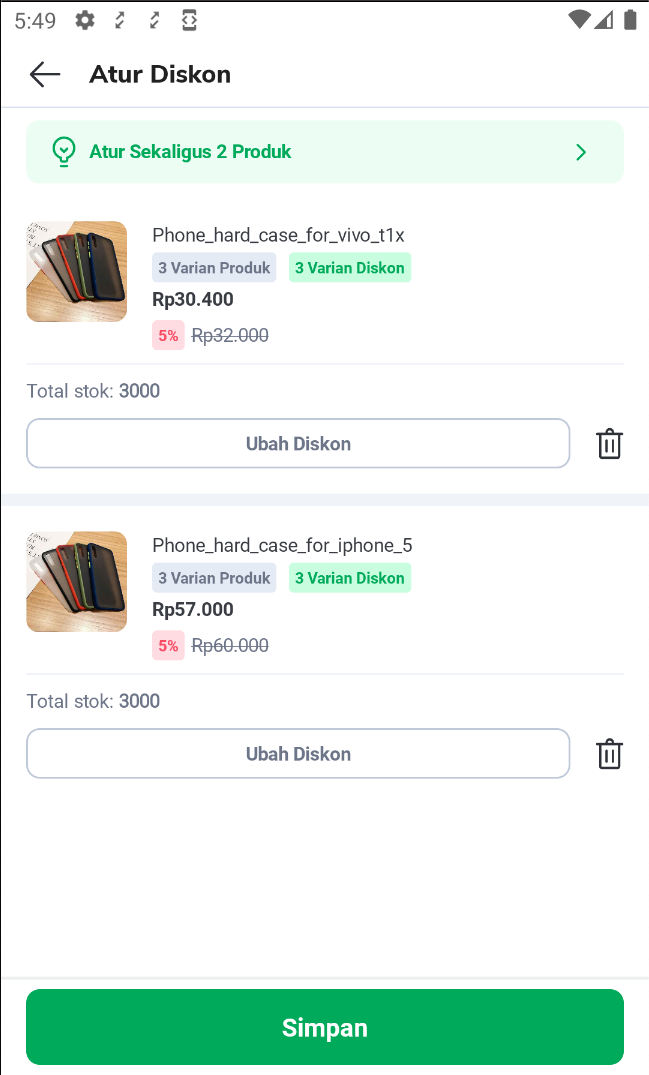 5:49
Atur Diskon
Atur Sekaligus 2 Produk
Phone_hard_case_for_vivo_t1x
3 Varian Produk 3 Varian Diskon
Rp30.400
5% Rp32.000
Total stok: 3000
Ubah Diskon
Phone_hard_case_for_iphone_5
3 Varian Produk 3 Varian Diskon
Rp57.000
5% Rp60.000
Total stok: 3000
Ubah Diskon
Simpan